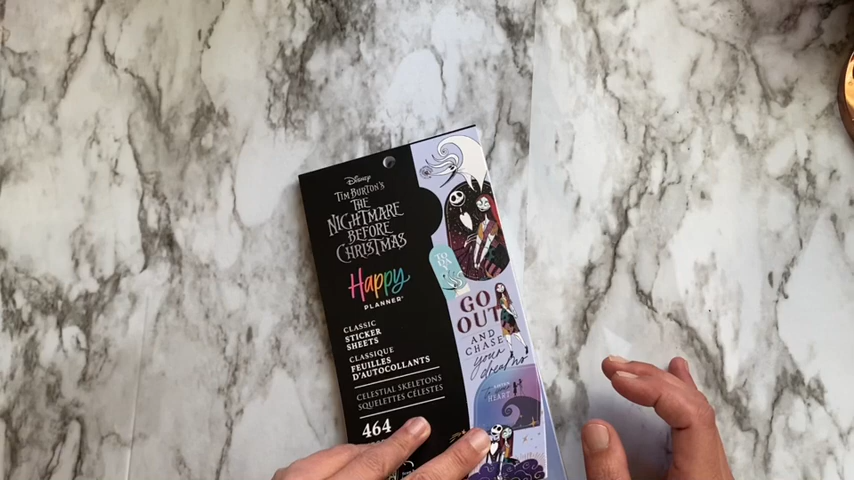 Disney
TIM BURTON'S
THE
NIGHTMARE
BEFORE
CHRISTMAS
Happy
PLANNER
CLASSIC
STICKER
SHEETS
CLASSIQUE
FEUILLES
D'AUTOCOLLANTS
CELESTIAL SKELETONS
SQUELETTES CÉLESTES
464
GO
OUT
AND
CHASE
your
dreams
HEART